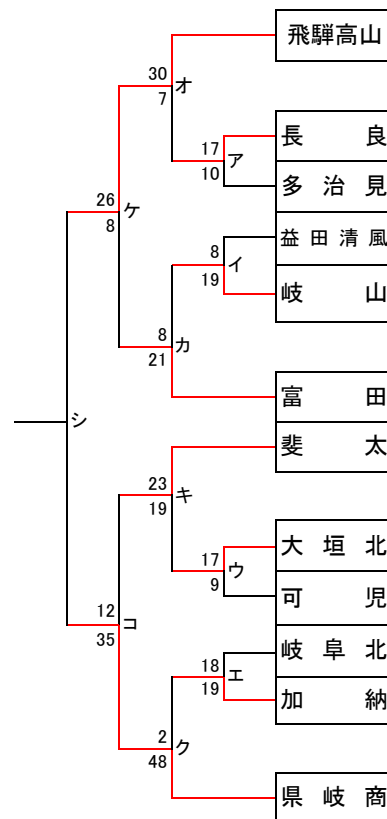 飛騨高山
30
オ
7
17
長良
ア
10
多治見
26
ケ
8
益田清風
8
イ
19
岐山
8
カ
21
富田
シ
斐太
23
キ
19
17
大垣北
ウ
9
可児
12
コ
35
岐阜北
18
エ
19
加納
2
ク
48
県岐商